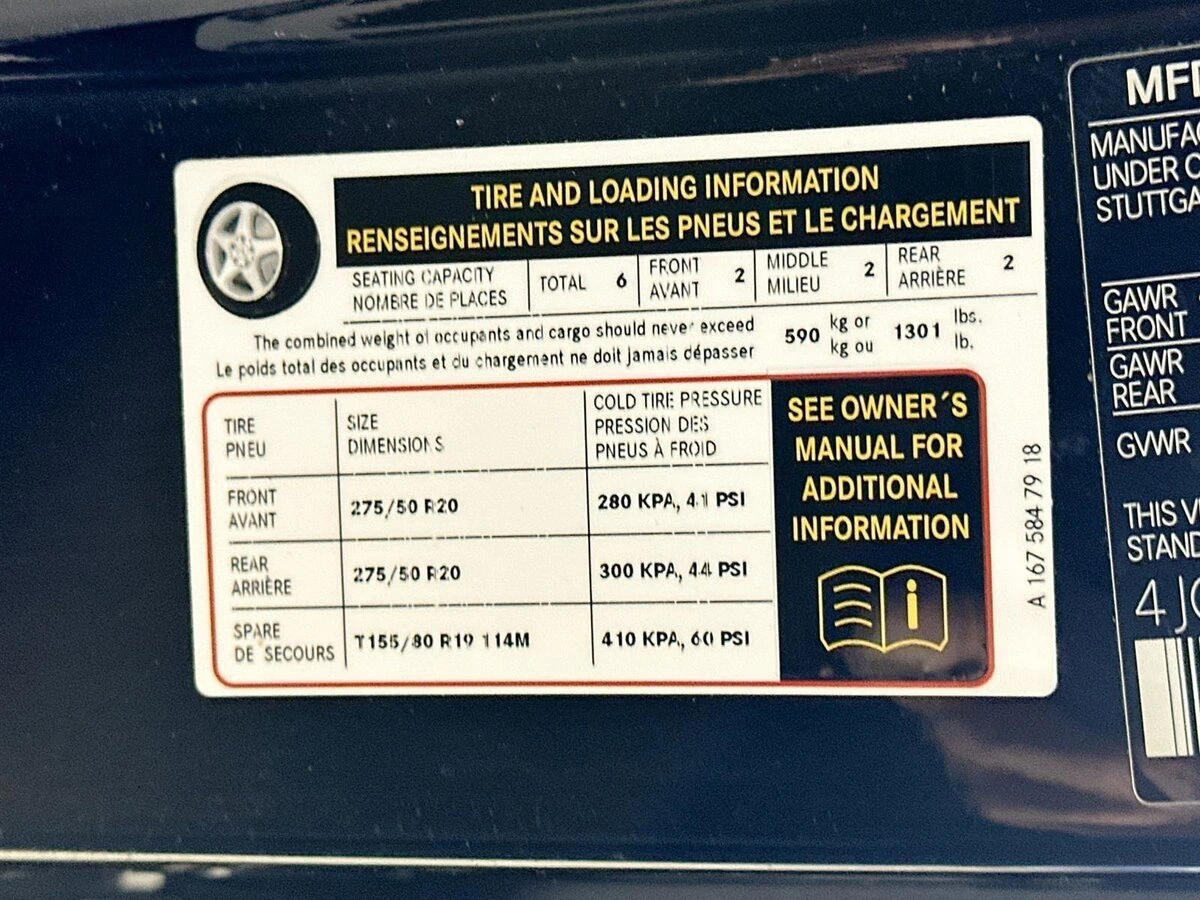 TIRE AND LOADING INFORMATION
RENSEIGNEMENTS SUR LES PNEUS ET LE CHARGEMENT
SEATING CAPACITY
NOMBRE DE PLACES
TOTAL 6
FRONT
AVANT
2
MIDDLE
MILIEU
2
REAR
ARRIÈRE
2
The combined weight of occupants and cargo should never exceed
Le poids total des occupants et du chargement ne doit jamais dépasser
590 kg or
kg ou
1301 lbs.
lb.
TIRE
PNEU
SIZE
DIMENSIONS
COLD TIRE PRESSURE
PRESSION DES
PNEUS À FROID
FRONT
AVANT
275/50 R20
280 KPA, 41 PSI
REAR
ARRIÈRE
275/50 R20
300 KPA, 44 PSI
SPARE
DE SECOURS
T155/80 R19 114M
410 KPA, 60 PSI
SEE OWNER´S
MANUAL FOR
ADDITIONAL
INFORMATION
A 167 584 79 18
UNDER
GAWR
FRONT
GAWR
REAR
GVWR
THIS